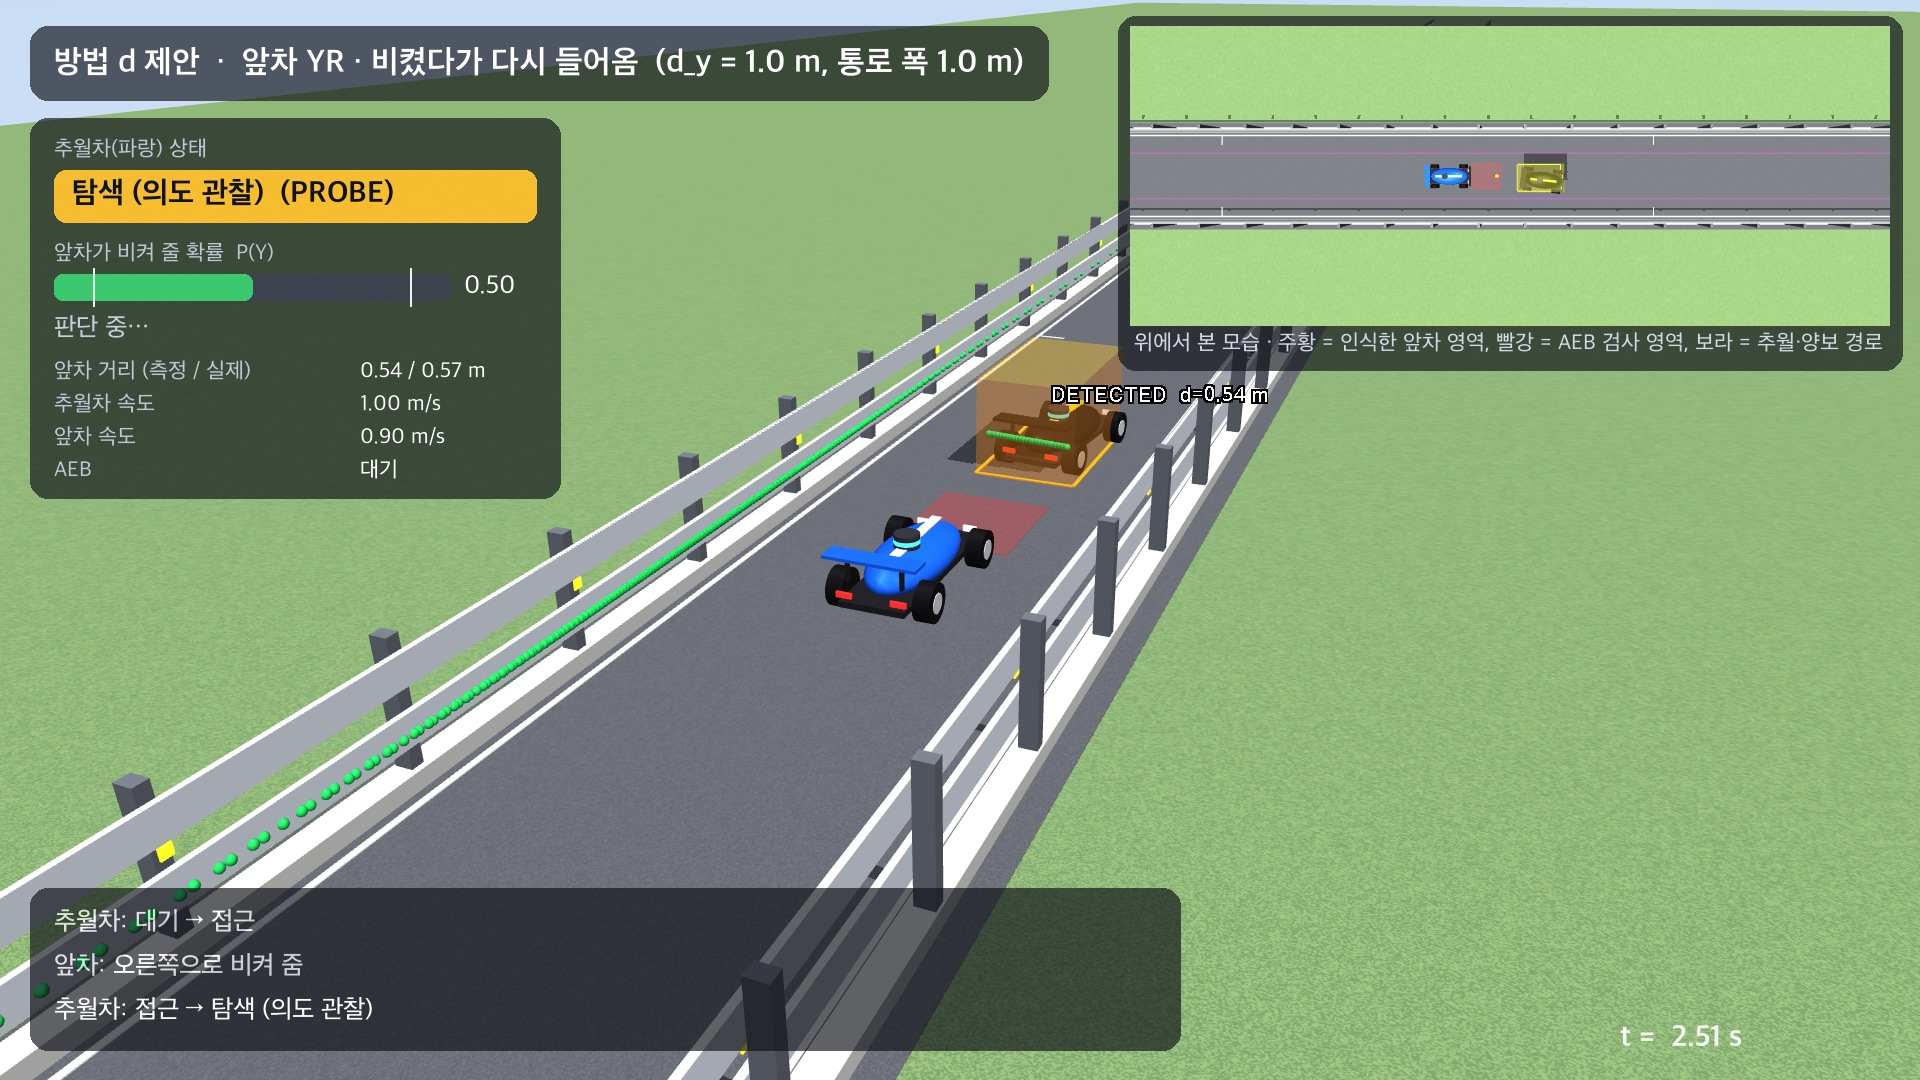 방법 d 제안 · 앞차 YR · 비켰다가 다시 들어옴 (d_y = 1.0 m, 통로 폭 1.0 m)
추월차(파랑) 상태
탐색 (의도 관찰) (PROBE)
앞차가 비켜 줄 확률 P(Y)
0.50
판단 중…
앞차 거리 (측정 / 실제) 0.54 / 0.57 m
추월차 속도 1.00 m/s
앞차 속도 0.90 m/s
AEB 대기
위에서 본 모습 · 주황 = 인식한 앞차 영역, 빨강 = AEB 검사 영역, 보라 = 추월·양보 경로
DETECTED d=0.54 m
추월차: 대기 → 접근
앞차: 오른쪽으로 비켜 줌
추월차: 접근 → 탐색 (의도 관찰)
t = 2.51 s